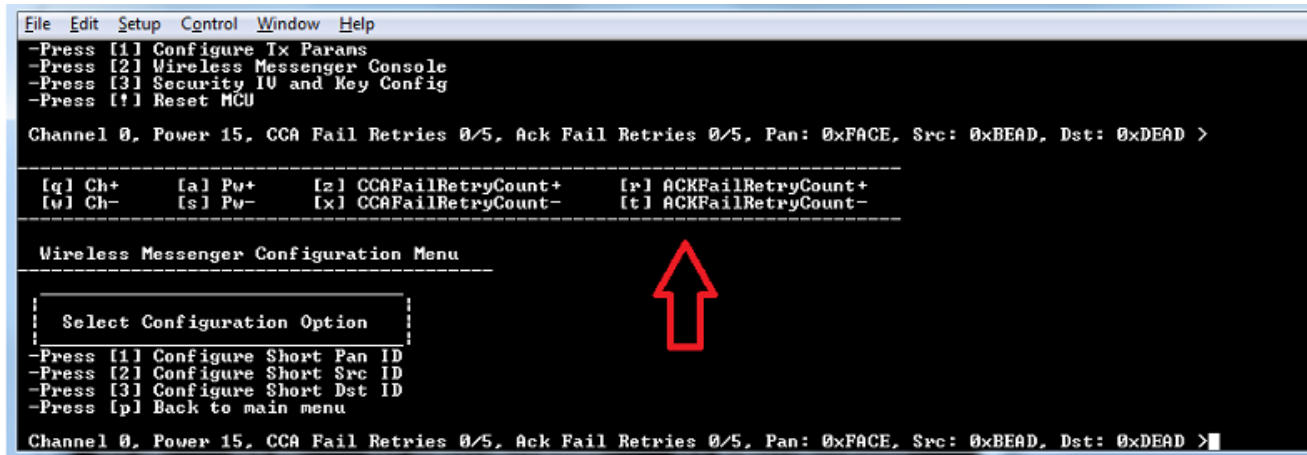 File Edit Setup Control Window Help
-Press [1] Configure Tx Params
-Press [2] Wireless Messenger Console
-Press [3] Security IV and Key Config
-Press [!] Reset MCU
Channel 0, Power 15, CCA Fail Retries 0/5, Ack Fail Retries 0/5, Pan: 0xFACE, Src: 0xBEAD, Dst: 0xDEAD >
[q] Ch+ [a] Pw+ [z] CCAFailRetryCount+ [r] ACKFailRetryCount+
[w] Ch- [s] Pw- [x] CCAFailRetryCount- [t] ACKFailRetryCount-
Wireless Messenger Configuration Menu
Select Configuration Option
-Press [1] Configure Short Pan ID
-Press [2] Configure Short Src ID
-Press [3] Configure Short Dst ID
-Press [p] Back to main menu
Channel 0, Power 15, CCA Fail Retries 0/5, Ack Fail Retries 0/5, Pan: 0xFACE, Src: 0xBEAD, Dst: 0xDEAD >